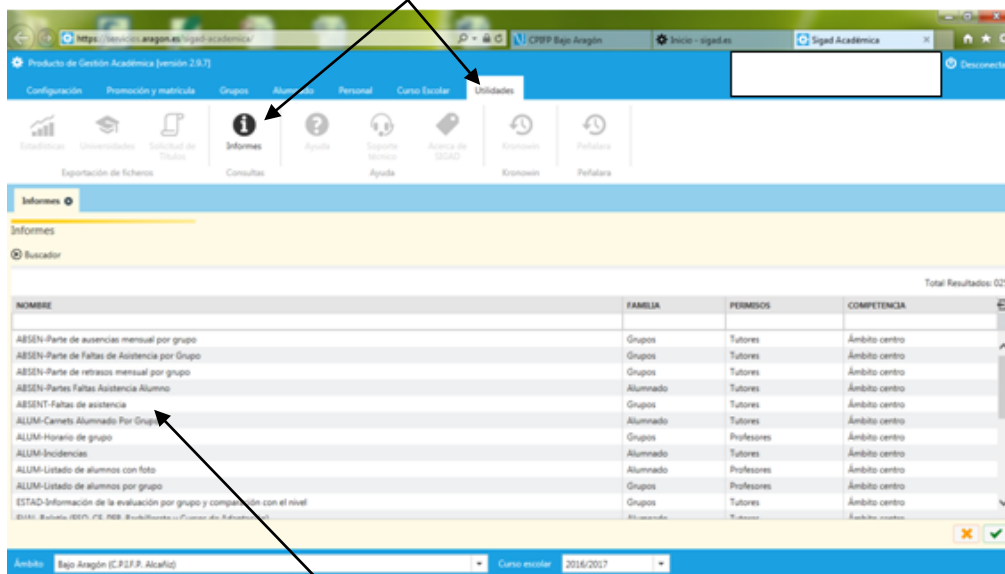 https://servicios.aragon.es/sigad-academica/
CPIFP Bajo Aragón
Inicio - sigad.es
Sigad Académica
Producto de Gestión Académica [versión 2.9.7]
Desconecta
Configuración Promoción y matrícula Grupos Alumnado Personal Curso Escolar Utilidades
Estadísticas Universidades Solicitud de Títulos Informes Ayuda Soporte técnico Acerca de SIGAD Kronowin Peñalara
Exportación de ficheros Consultas Ayuda Kronowin Peñalara
Informes
Informes
Buscador
Total Resultados: 025
NOMBRE FAMILIA PERMISOS COMPETENCIA
ABSEN-Parte de ausencias mensual por grupo Grupos Tutores Ámbito centro
ABSEN-Parte de Faltas de Asistencia por Grupo Grupos Tutores Ámbito centro
ABSEN-Parte de retrasos mensual por grupo Grupos Tutores Ámbito centro
ABSEN-Partes Faltas Asistencia Alumno Alumnado Tutores Ámbito centro
ABSENT-Faltas de asistencia Grupos Tutores Ámbito centro
ALUM-Carnets Alumnado Por Grupo Alumnado Tutores Ámbito centro
ALUM-Horario de grupo Grupos Profesores Ámbito centro
ALUM-Incidencias Alumnado Tutores Ámbito centro
ALUM-Listado de alumnos con foto Alumnado Profesores Ámbito centro
ALUM-Listado de alumnos por grupo Grupos Profesores Ámbito centro
ESTAD-Información de la evaluación por grupo y comparación con el nivel Grupos Tutores Ámbito centro
Ámbito Bajo Aragón (C.P.I.F.P. Alcañiz) Curso escolar 2016/2017